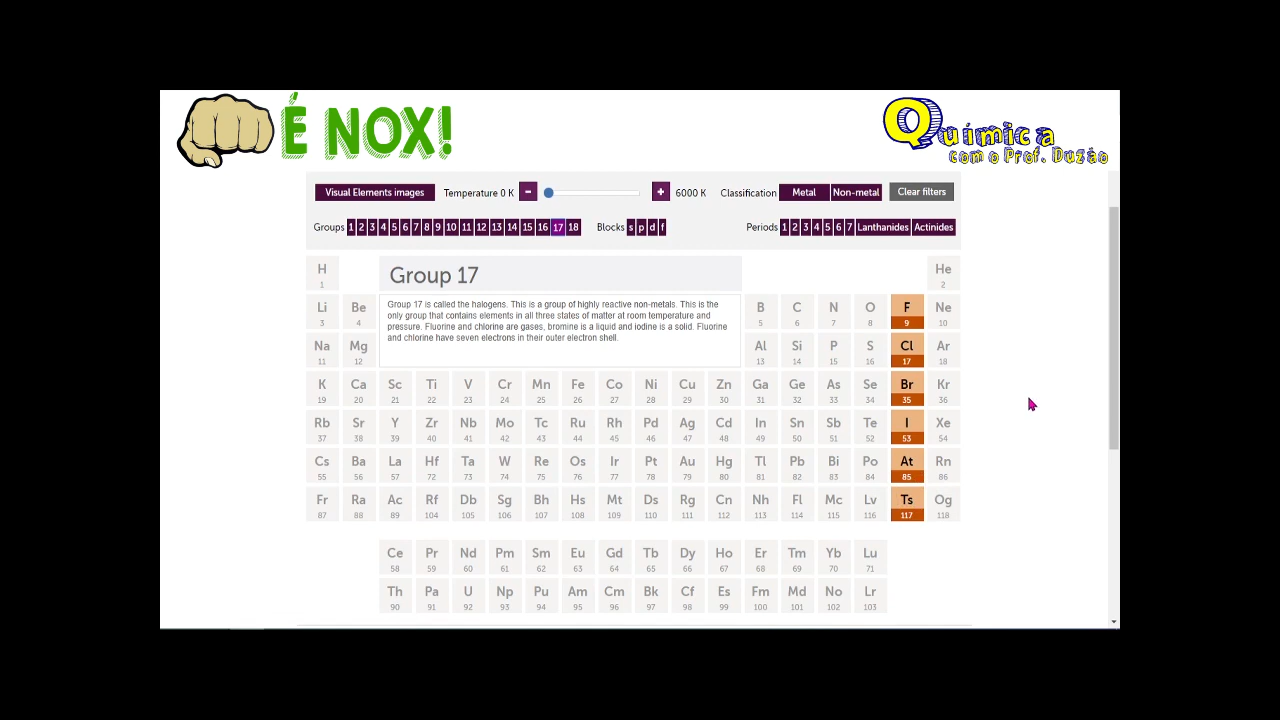 É NOX!
Química
com o Prof. Duzão
Visual Elements images Temperature 0 K - + 6000 K Classification Metal Non-metal Clear filters
Groups 1 2 3 4 5 6 7 8 9 10 11 12 13 14 15 16 17 18 Blocks s p d f Periods 1 2 3 4 5 6 7 Lanthanides Actinides
H Group 17 He
1 2
Group 17 is called the halogens. This is a group of highly reactive non-metals. This is the
only group that contains elements in all three states of matter at room temperature and
pressure. Fluorine and chlorine are gases, bromine is a liquid and iodine is a solid. Fluorine
and chlorine have seven electrons in their outer electron shell.
Li Be B C N O F Ne
3 4 5 6 7 8 9 10
Na Mg Al Si P S Cl Ar
11 12 13 14 15 16 17 18
K Ca Sc Ti V Cr Mn Fe Co Ni Cu Zn Ga Ge As Se Br Kr
19 20 21 22 23 24 25 26 27 28 29 30 31 32 33 34 35 36
Rb Sr Y Zr Nb Mo Tc Ru Rh Pd Ag Cd In Sn Sb Te I Xe
37 38 39 40 41 42 43 44 45 46 47 48 49 50 51 52 53 54
Cs Ba La Hf Ta W Re Os Ir Pt Au Hg Tl Pb Bi Po At Rn
55 56 57 72 73 74 75 76 77 78 79 80 81 82 83 84 85 86
Fr Ra Ac Rf Db Sg Bh Hs Mt Ds Rg Cn Nh Fl Mc Lv Ts Og
87 88 89 104 105 106 107 108 109 110 111 112 113 114 115 116 117 118
Ce Pr Nd Pm Sm Eu Gd Tb Dy Ho Er Tm Yb Lu
58 59 60 61 62 63 64 65 66 67 68 69 70 71
Th Pa U Np Pu Am Cm Bk Cf Es Fm Md No Lr
90 91 92 93 94 95 96 97 98 99 100 101 102 103